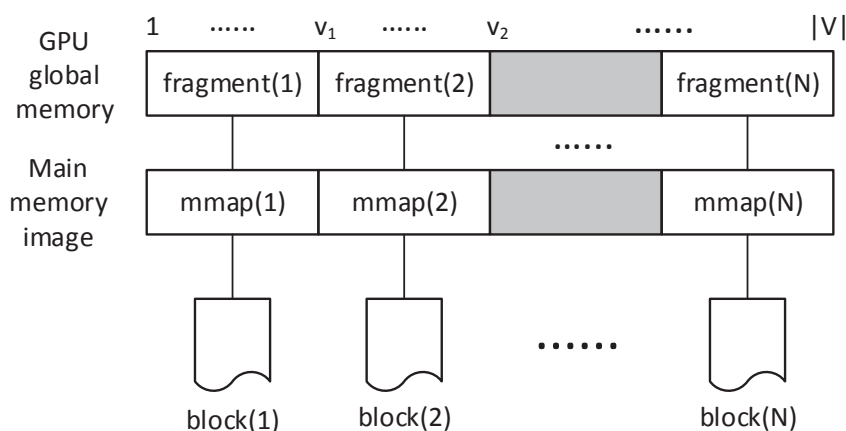 1 ...... v1 ...... v2 ...... |V|
GPU
global
memory
fragment(1) fragment(2) fragment(N)
......
Main
memory
image
mmap(1) mmap(2) mmap(N)
......
block(1) block(2) block(N)